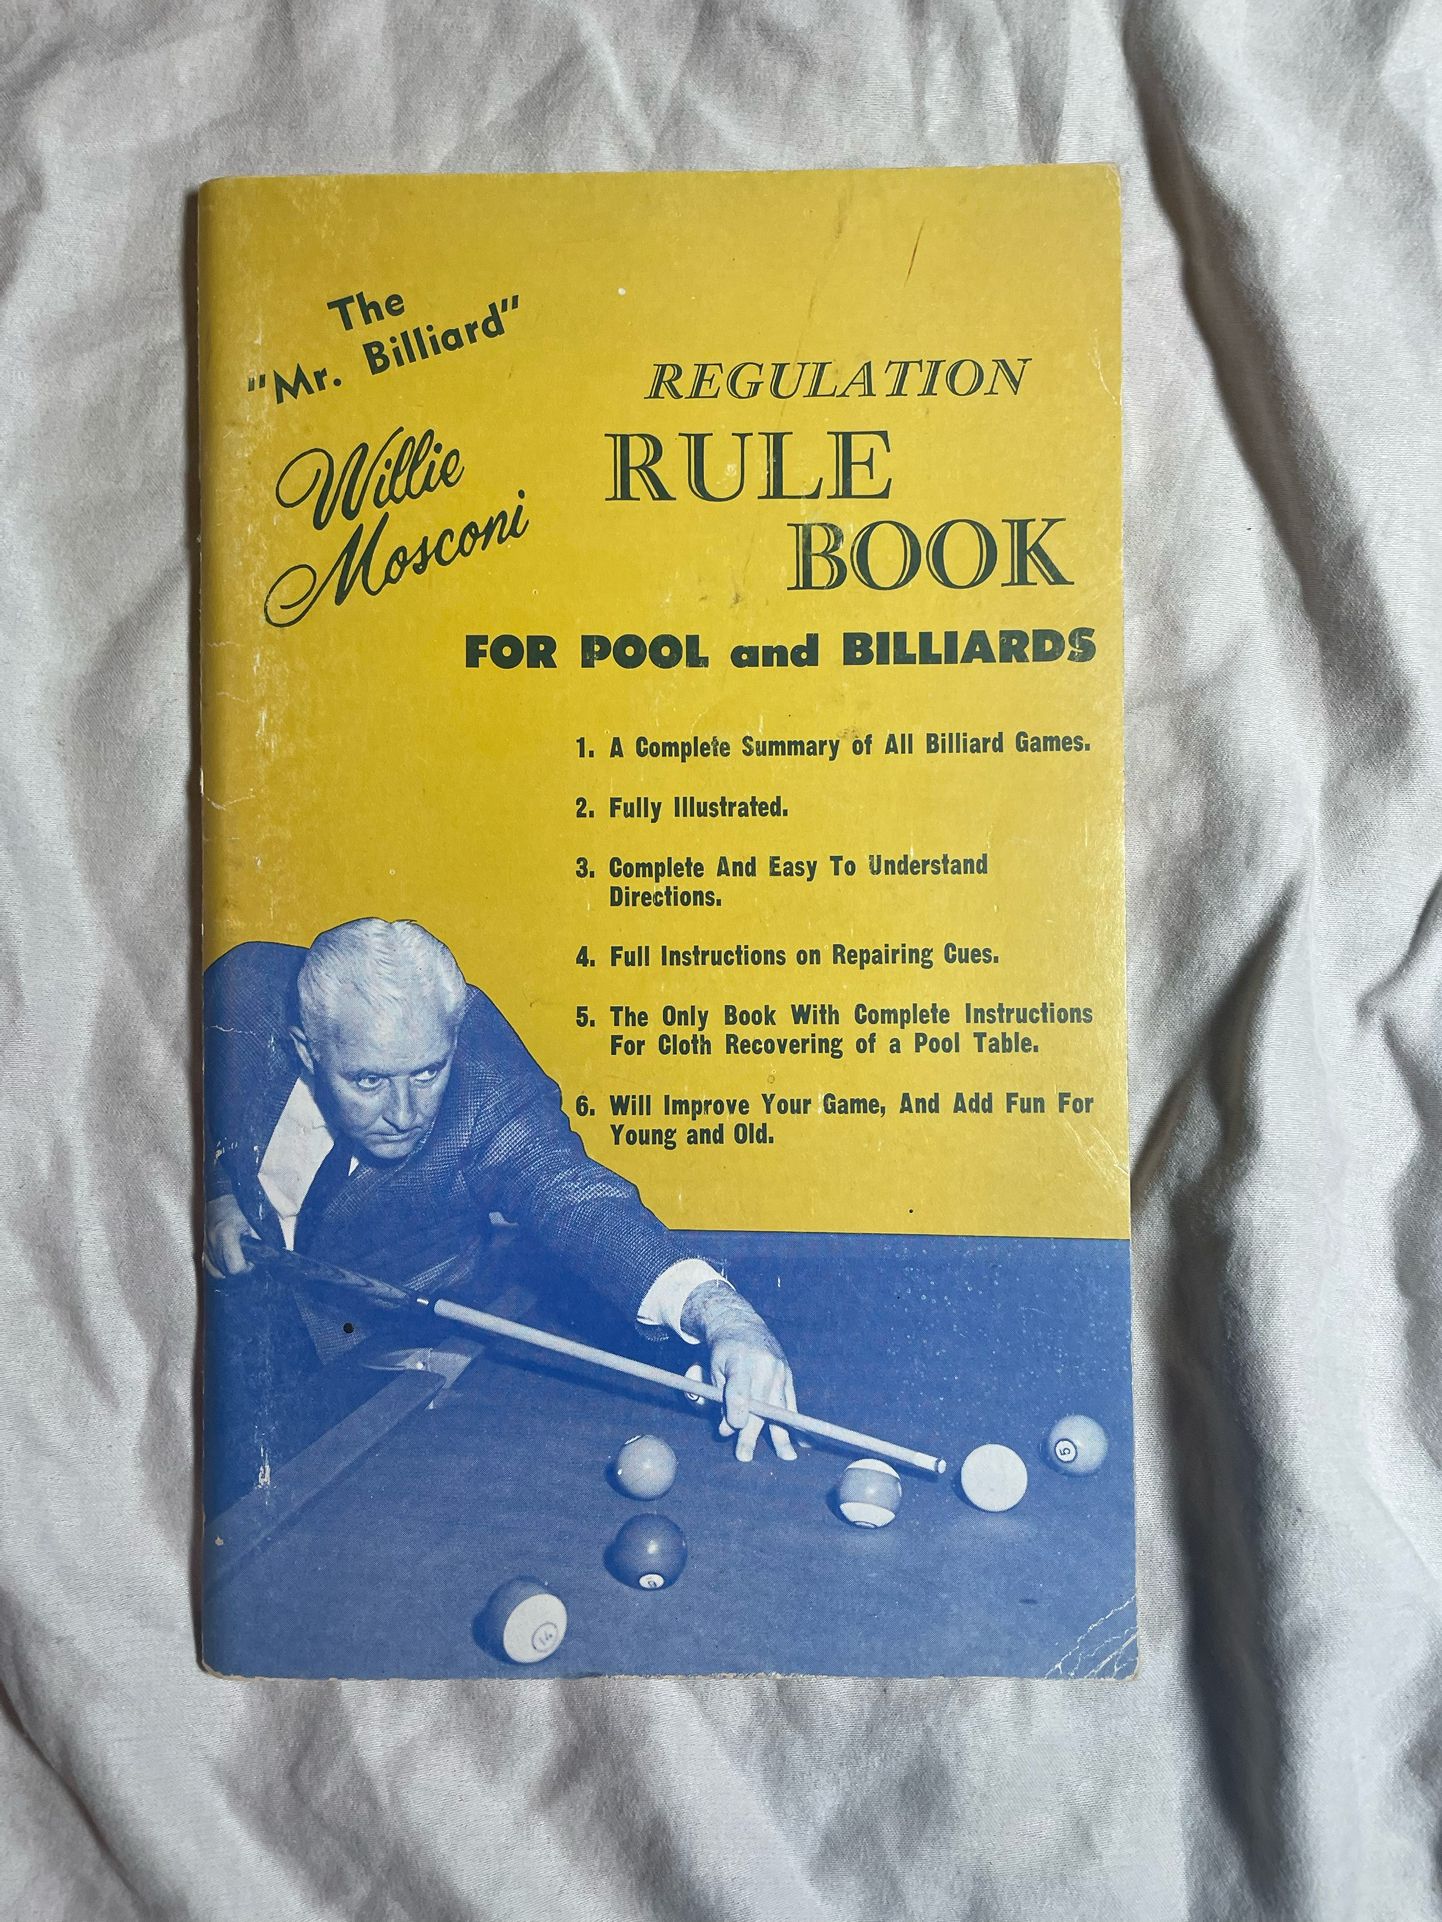 The
"Mr. Billiard"
Willie
Mosconi
REGULATION
RULE
BOOK
FOR POOL and BILLIARDS
1. A Complete Summary of All Billiard Games.
2. Fully Illustrated.
3. Complete And Easy To Understand
Directions.
4. Full Instructions on Repairing Cues.
5. The Only Book With Complete Instructions
For Cloth Recovering of a Pool Table.
6. Will Improve Your Game, And Add Fun For
Young and Old.
5